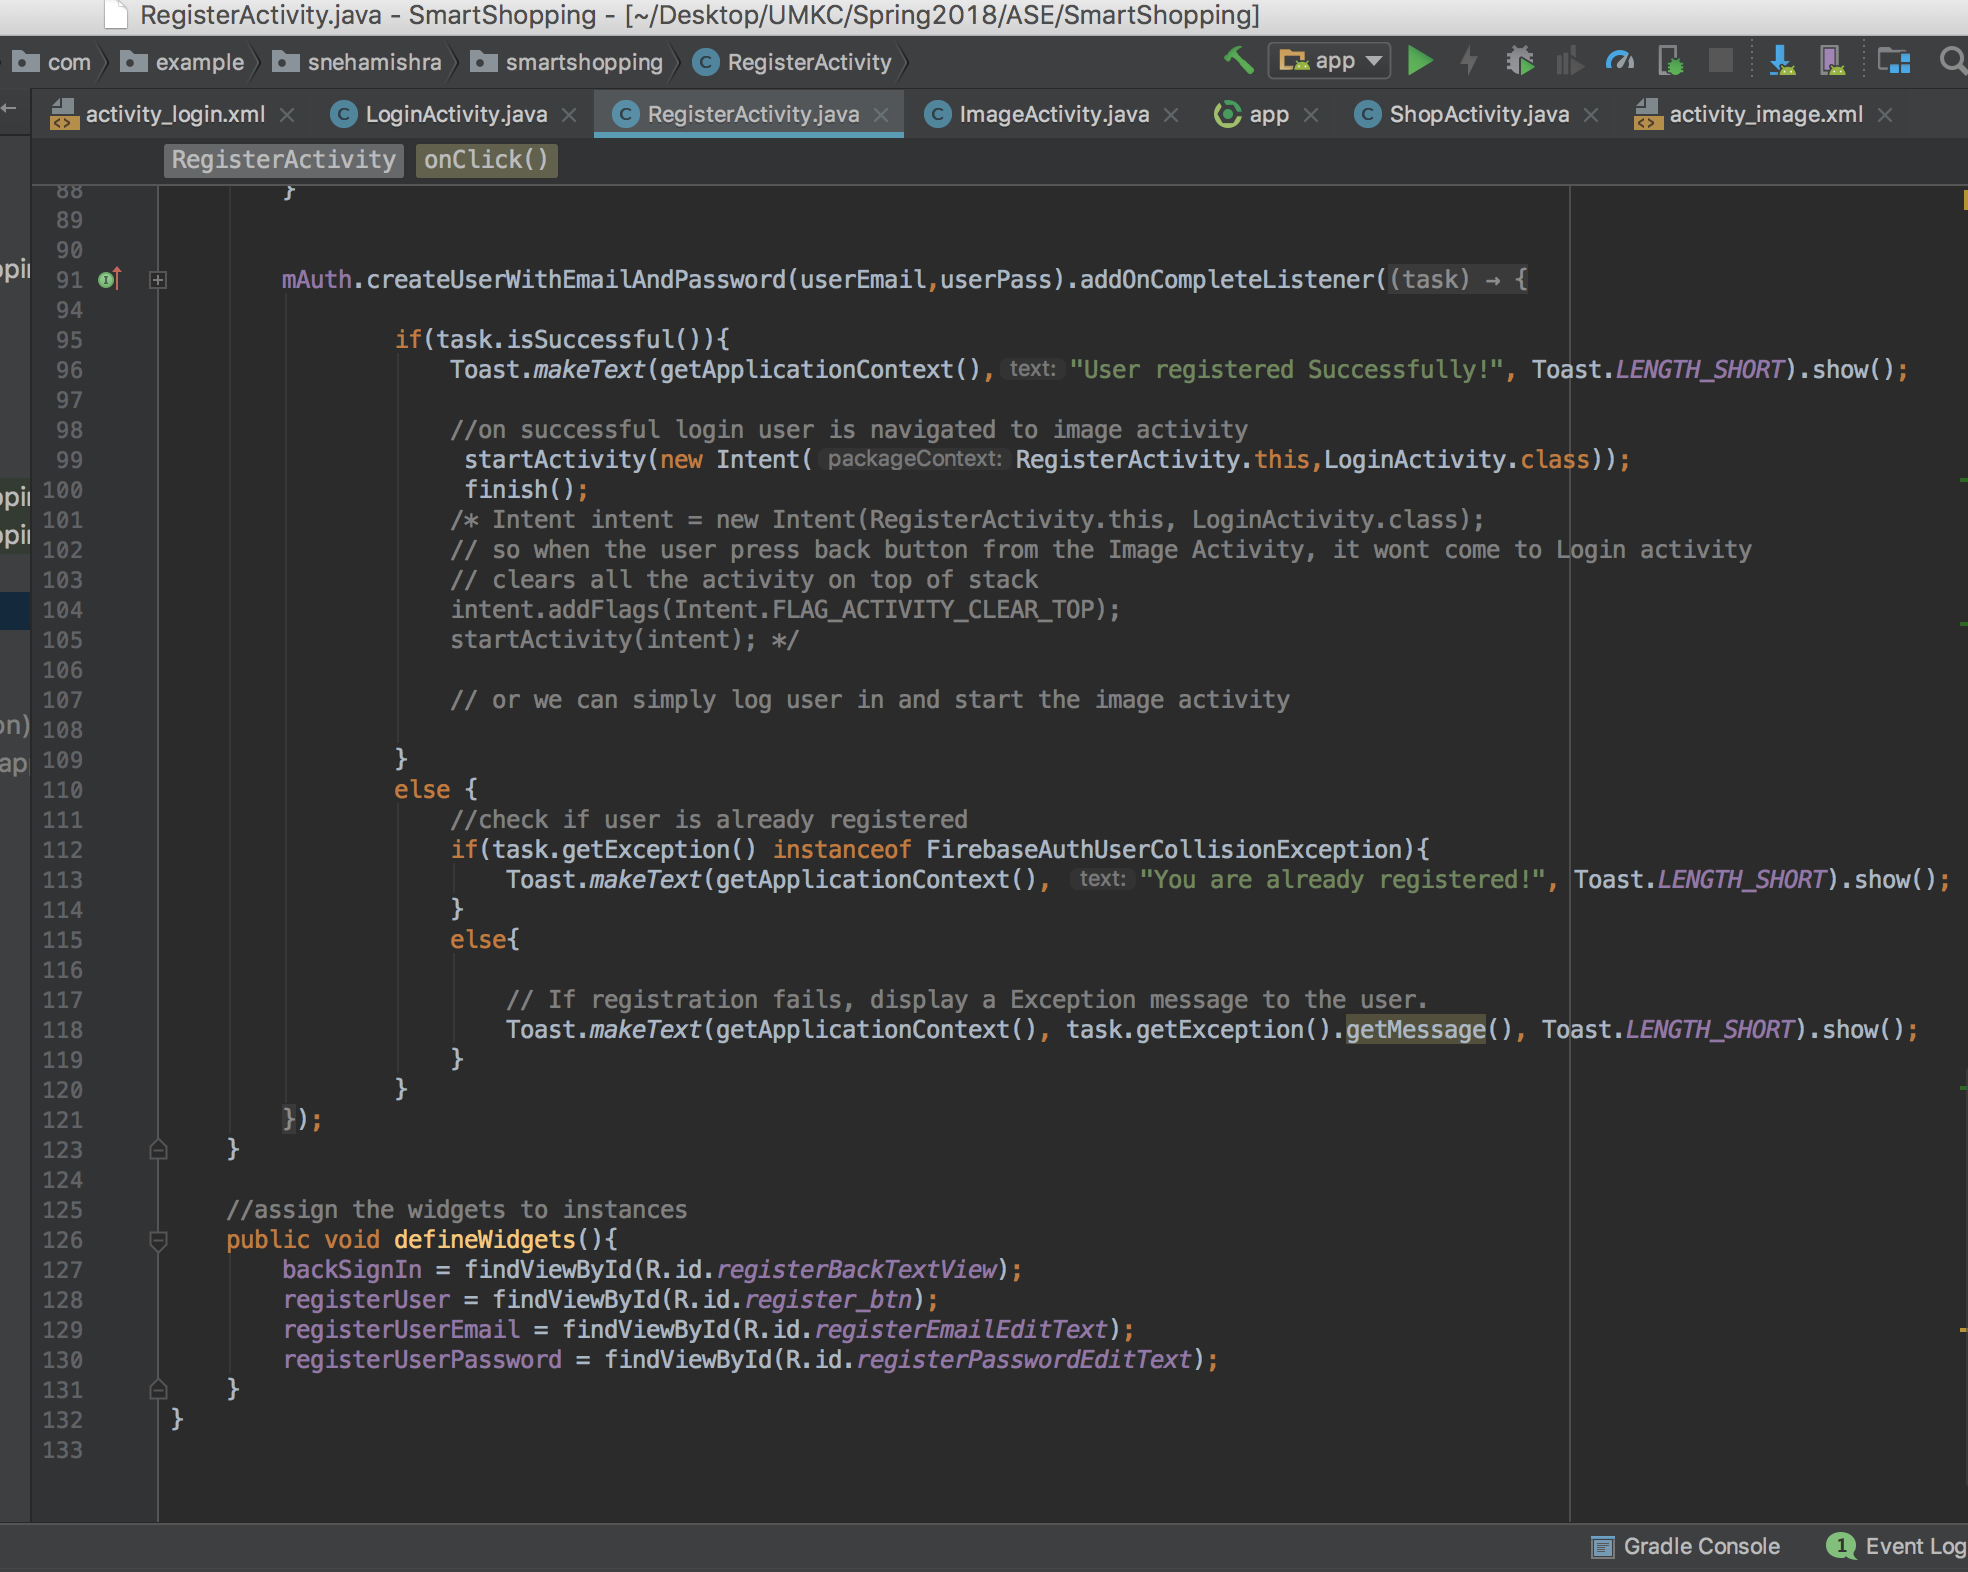 RegisterActivity.java - SmartShopping - [~/Desktop/UMKC/Spring2018/ASE/SmartShopping]
com example snehamishra smartshopping RegisterActivity app
activity_login.xml LoginActivity.java RegisterActivity.java ImageActivity.java app ShopActivity.java activity_image.xml
RegisterActivity onClick()
88 }
89
90
91 mAuth.createUserWithEmailAndPassword(userEmail,userPass).addOnCompleteListener((task) → {
94
95 if(task.isSuccessful()){
96 Toast.makeText(getApplicationContext(), text: "User registered Successfully!", Toast.LENGTH_SHORT).show();
97
98 //on successful login user is navigated to image activity
99 startActivity(new Intent( packageContext: RegisterActivity.this,LoginActivity.class));
100 finish();
101 /* Intent intent = new Intent(RegisterActivity.this, LoginActivity.class);
102 // so when the user press back button from the Image Activity, it wont come to Login activity
103 // clears all the activity on top of stack
104 intent.addFlags(Intent.FLAG_ACTIVITY_CLEAR_TOP);
105 startActivity(intent); */
106
107 // or we can simply log user in and start the image activity
108
109 }
110 else {
111 //check if user is already registered
112 if(task.getException() instanceof FirebaseAuthUserCollisionException){
113 Toast.makeText(getApplicationContext(), text: "You are already registered!", Toast.LENGTH_SHORT).show();
114 }
115 else{
116
117 // If registration fails, display a Exception message to the user.
118 Toast.makeText(getApplicationContext(), task.getException().getMessage(), Toast.LENGTH_SHORT).show();
119 }
120 }
121 });
123 }
124
125 //assign the widgets to instances
126 public void defineWidgets(){
127 backSignIn = findViewById(R.id.registerBackTextView);
128 registerUser = findViewById(R.id.register_btn);
129 registerUserEmail = findViewById(R.id.registerEmailEditText);
130 registerUserPassword = findViewById(R.id.registerPasswordEditText);
131 }
132 }
133
Gradle Console 1 Event Log